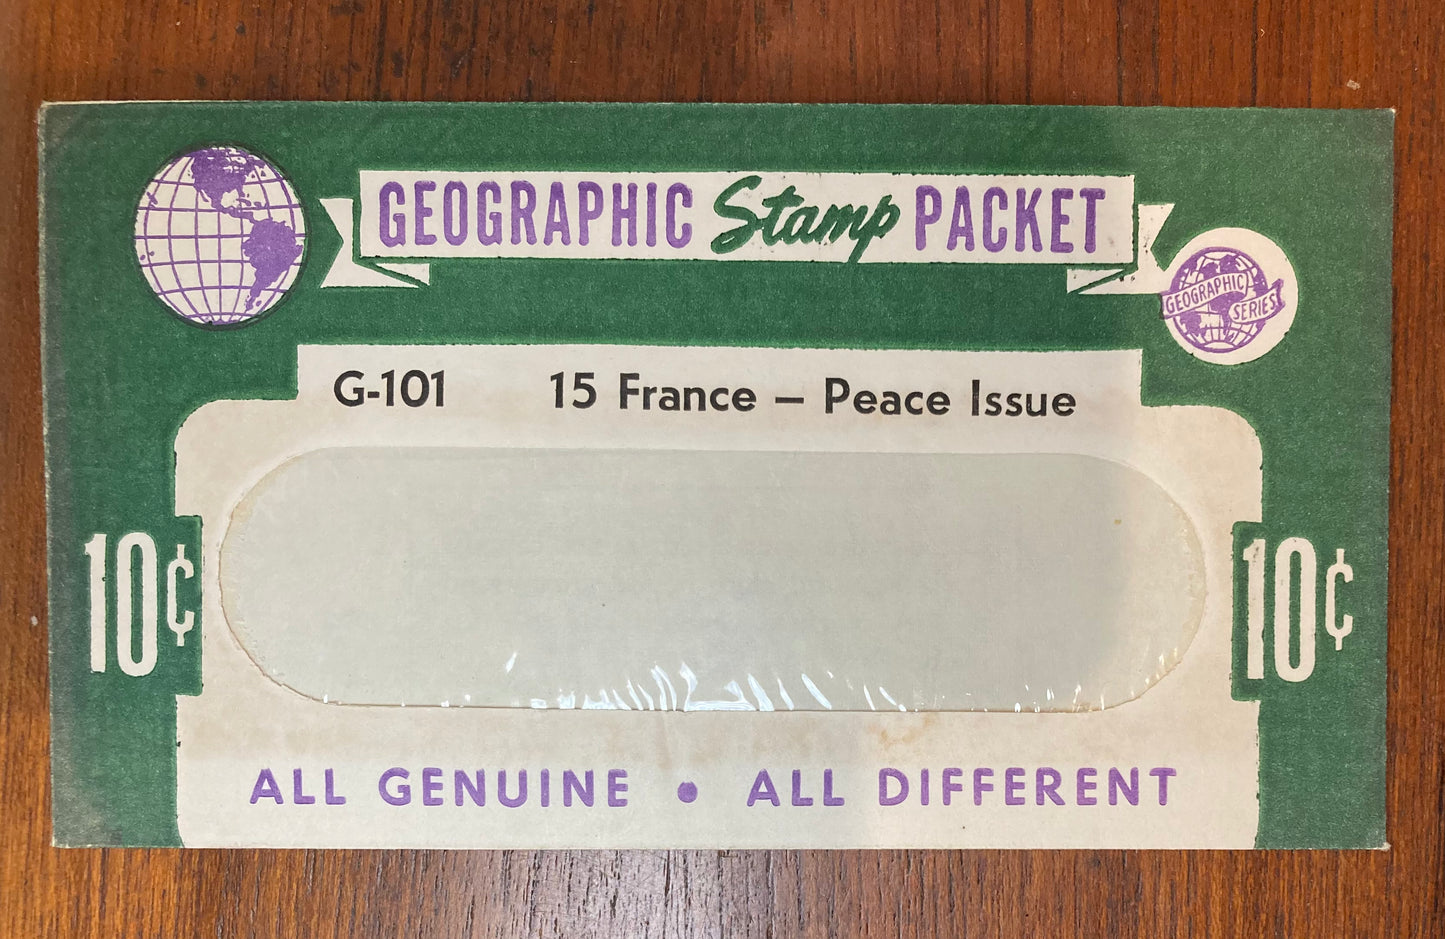 GEOGRAPHIC Stamp PACKET
GEOGRAPHIC
SERIES
G-101 15 France – Peace Issue
10¢
10¢
ALL GENUINE • ALL DIFFERENT